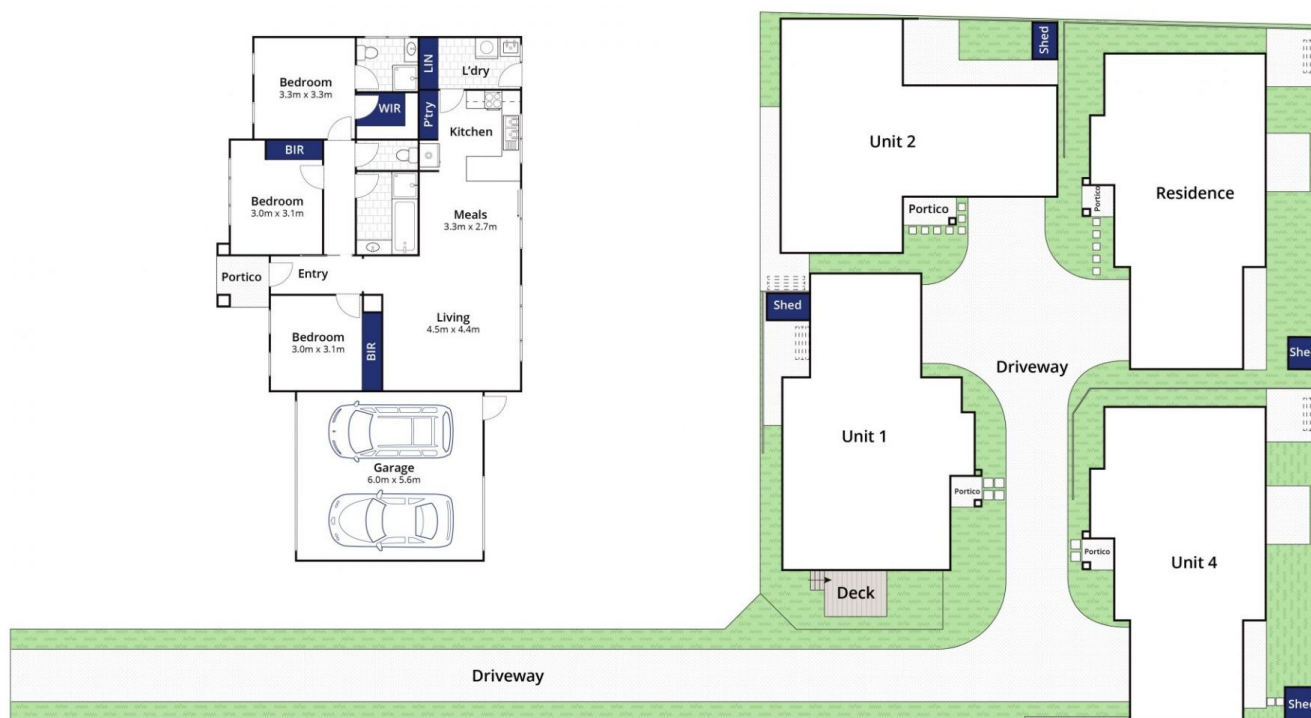 Bedroom
3.3m x 3.3m
LIN
L'dry
WIR
P'try
Kitchen
BIR
Bedroom
3.0m x 3.1m
Meals
3.3m x 2.7m
Portico
Entry
Bedroom
3.0m x 3.1m
BIR
Living
4.5m x 4.4m
Garage
6.0m x 5.6m
Shed
Unit 2
Portico
Portico
Residence
Shed
Driveway
Shed
Unit 1
Portico
Portico
Unit 4
Deck
Driveway
Shed